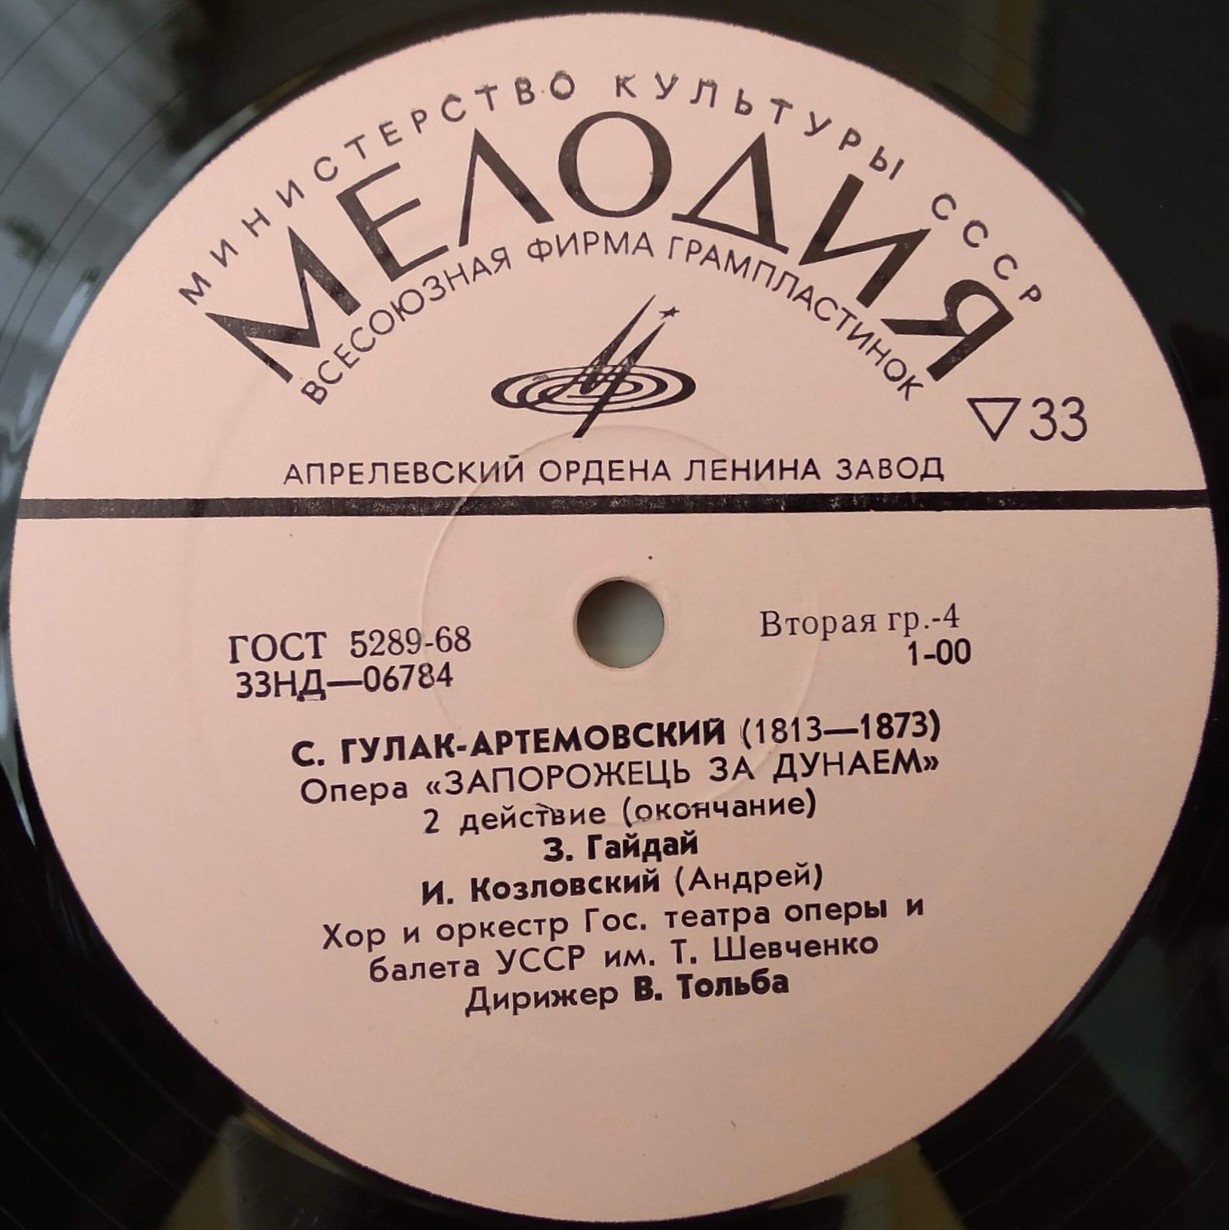 МИНИСТЕРСТВО КУЛЬТУРЫ СССР
МЕЛОДИЯ
ВСЕСОЮЗНАЯ ФИРМА ГРАМПЛАСТИНОК
▽33
АПРЕЛЕВСКИЙ ОРДЕНА ЛЕНИНА ЗАВОД
ГОСТ 5289-68
33НД—06784
Вторая гр.-4
1-00
С. ГУЛАК-АРТЕМОВСКИЙ (1813—1873)
Опера «ЗАПОРОЖЕЦЬ ЗА ДУНАЕМ»
2 действие (окончание)
З. Гайдай
И. Козловский (Андрей)
Хор и оркестр Гос. театра оперы и
балета УССР им. Т. Шевченко
Дирижер В. Тольба